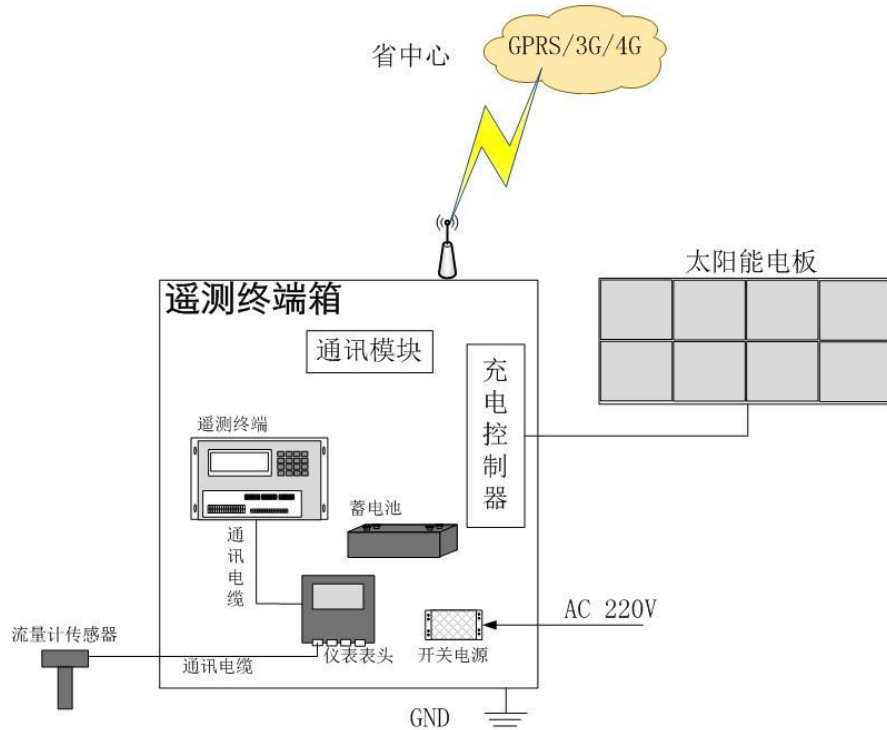 省中心
GPRS/3G/4G
太阳能电板
遥测终端箱
通讯模块
充电控制器
遥测终端
蓄电池
通讯电缆
AC 220V
流量计传感器
通讯电缆
仪表表头
开关电源
GND